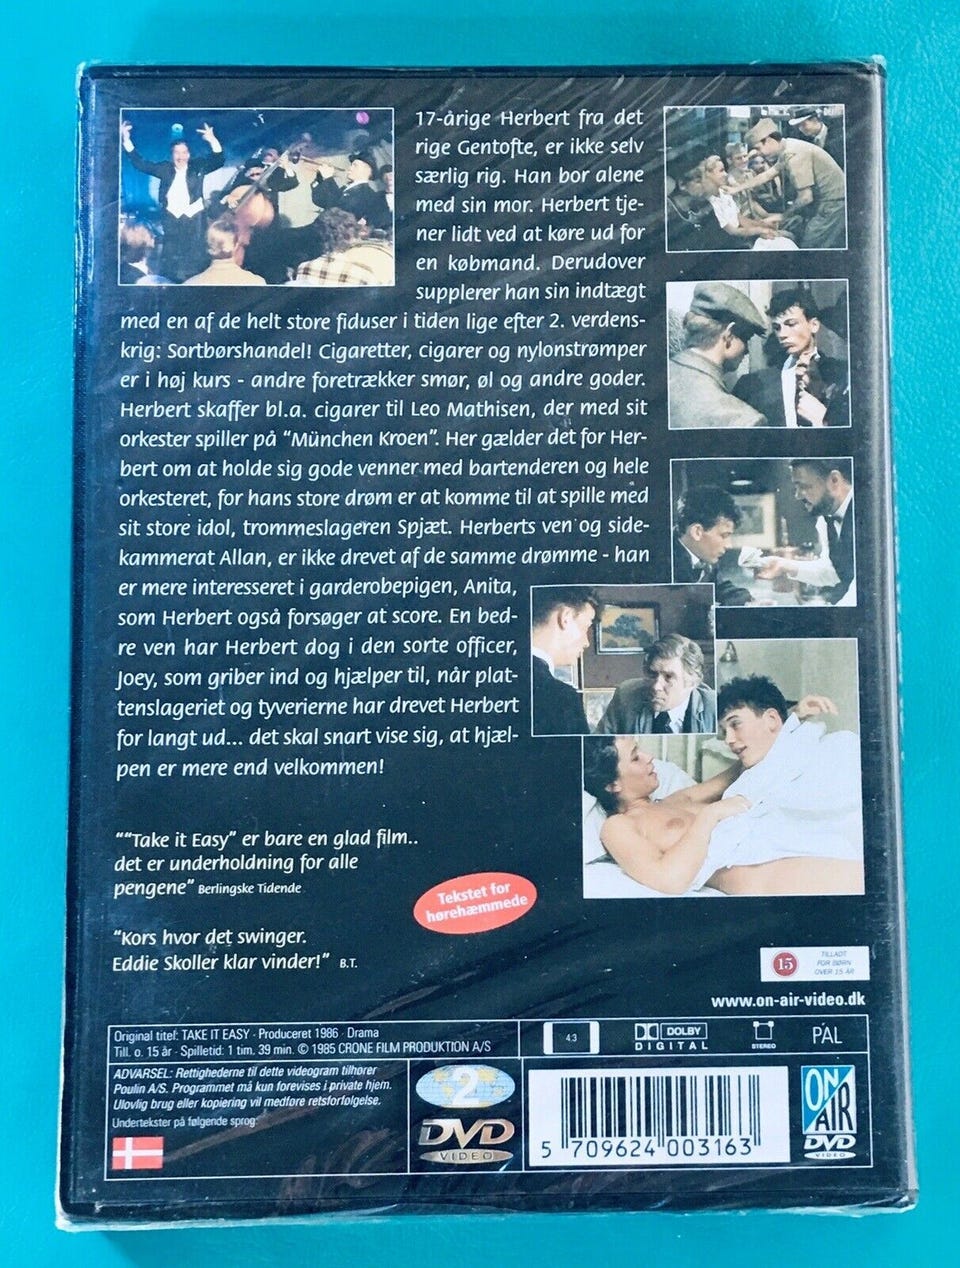 17-årige Herbert fra det
rige Gentofte, er ikke selv
særlig rig. Han bor alene
med sin mor. Herbert tje-
ner lidt ved at køre ud for
en købmand. Derudover
supplerer han sin indtægt
med en af de helt store fiduser i tiden lige efter 2. verdens-
krig: Sortbørshandel! Cigaretter, cigarer og nylonstrømper
er i høj kurs - andre foretrækker smør, øl og andre goder.
Herbert skaffer bl.a. cigarer til Leo Mathisen, der med sit
orkester spiller på "München Kroen". Her gælder det for Her-
bert om at holde sig gode venner med bartenderen og hele
orkesteret, for hans store drøm er at komme til at spille med
sit store idol, trommeslageren Spjæt. Herberts ven og side-
kammerat Allan, er ikke drevet af de samme drømme - han
er mere interesseret i garderobepigen, Anita,
som Herbert også forsøger at score. En bed-
re ven har Herbert dog i den sorte officer,
Joey, som griber ind og hjælper til, når plat-
tenslageriet og tyverierne har drevet Herbert
for langt ud... det skal snart vise sig, at hjæl-
pen er mere end velkommen!
""Take it Easy" er bare en glad film..
det er underholdning for alle
pengene" Berlingske Tidende
Tekstet for
hørehæmmede
"Kors hvor det swinger.
Eddie Skoller klar vinder!" B.T.
15
TILLADT
FOR BØRN
OVER 15 ÅR
www.on-air-video.dk
Original titel: TAKE IT EASY · Produceret 1986 · Drama
Till. o. 15 år · Spilletid: 1 tim. 39 min. © 1985 CRONE FILM PRODUKTION A/S
4:3
DOLBY
DIGITAL
STEREO
PAL
ADVARSEL: Rettighederne til dette videogram tilhører
Poulin A/S. Programmet må kun forevises i private hjem.
Ulovlig brug eller kopiering vil medføre retsforfølgelse.
Undertekster på følgende sprog:
2
DVD
VIDEO
5 709624 003163
ON
AIR
DVD
VIDEO